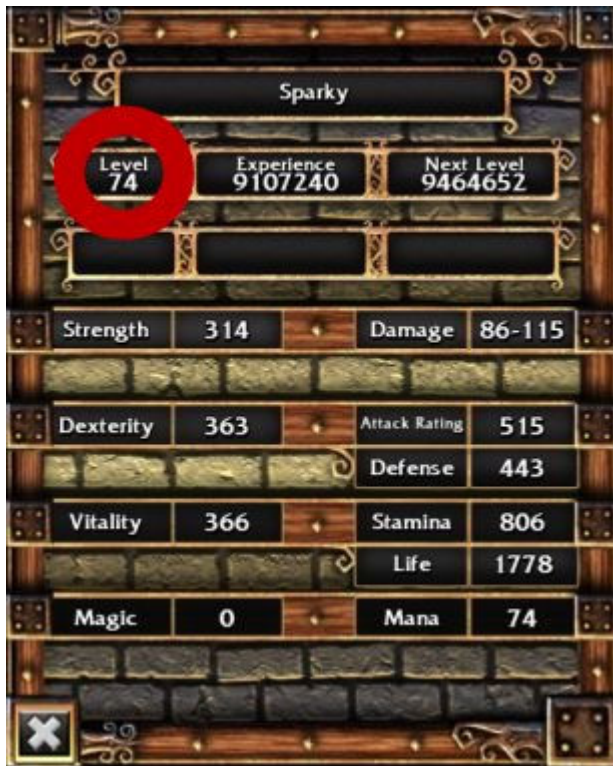 Sparky
Level Experience Next Level
74 9107240 9464652
Strength 314 Damage 86-115
Dexterity 363 Attack Rating 515
Defense 443
Vitality 366 Stamina 806
Life 1778
Magic 0 Mana 74